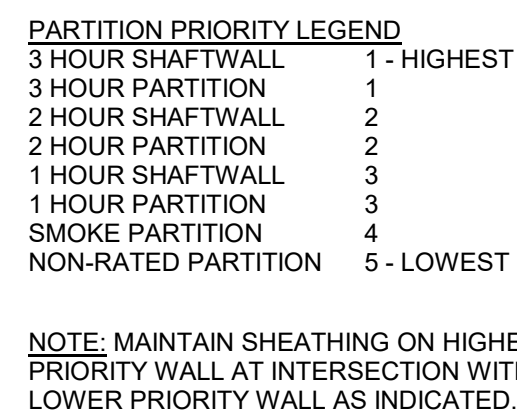 PARTITION PRIORITY LEGEND
3 HOUR SHAFTWALL 1 - HIGHEST
3 HOUR PARTITION 1
2 HOUR SHAFTWALL 2
2 HOUR PARTITION 2
1 HOUR SHAFTWALL 3
1 HOUR PARTITION 3
SMOKE PARTITION 4
NON-RATED PARTITION 5 - LOWEST
NOTE: MAINTAIN SHEATHING ON HIGHE
PRIORITY WALL AT INTERSECTION WIT
LOWER PRIORITY WALL AS INDICATED.